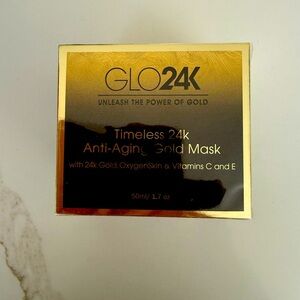 GLO24K
UNLEASH THE POWER OF GOLD
Timeless 24k
Anti-Aging Gold Mask
with 24k Gold, OxygenSkin & Vitamins C and E
50ml/ 1.7 oz